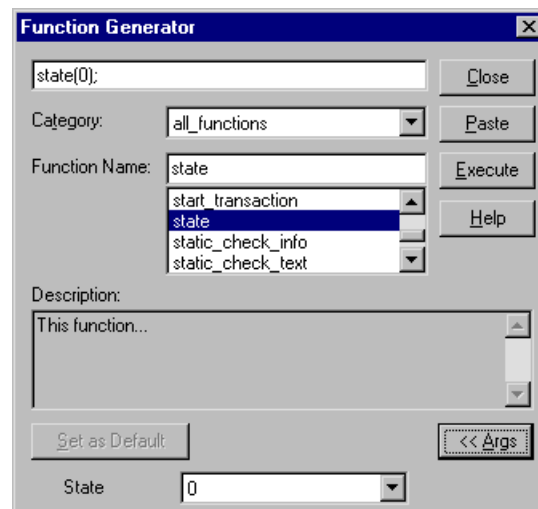 Function Generator
state(0);
Close
Category:
all_functions
Paste
Function Name:
state
Execute
start_transaction
state
static_check_info
static_check_text
Help
Description:
This function...
Set as Default
<< Args
State
0